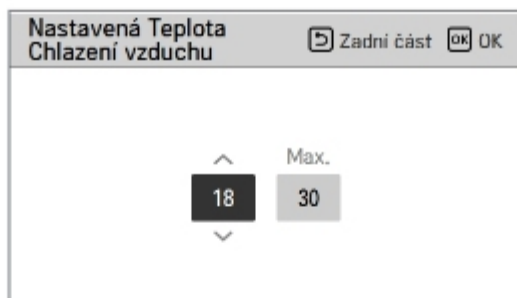 Nastavená Teplota
Chlazení vzduchu
Zadní část OK OK
Max.
18 30